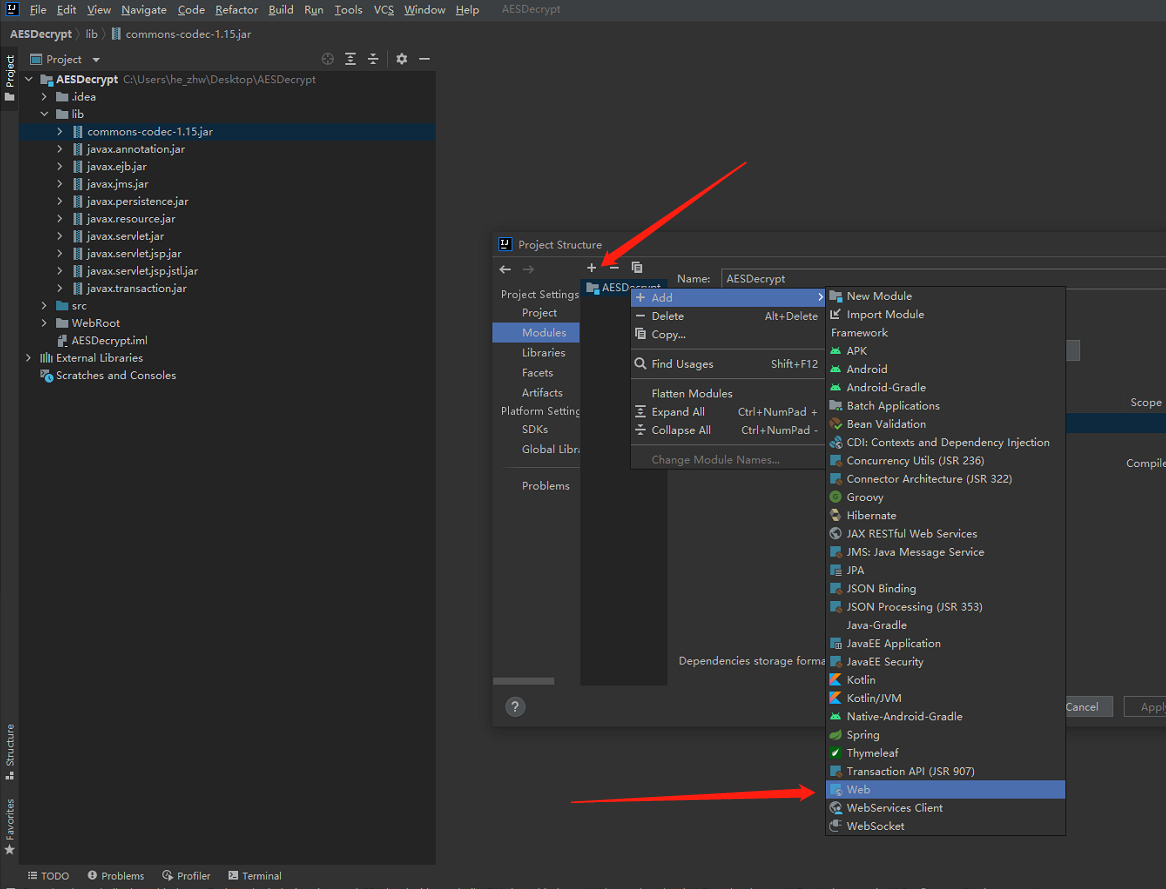 File Edit View Navigate Code Refactor Build Run Tools VCS Window Help AESDecrypt
AESDecrypt lib commons-codec-1.15.jar
Project
Project
AESDecrypt C:\Users\he_zhw\Desktop\AESDecrypt
.idea
lib
commons-codec-1.15.jar
javax.annotation.jar
javax.ejb.jar
javax.jms.jar
javax.persistence.jar
javax.resource.jar
javax.servlet.jar
javax.servlet.jsp.jar
javax.servlet.jsp.jstl.jar
javax.transaction.jar
src
WebRoot
AESDecrypt.iml
External Libraries
Scratches and Consoles
Structure
Favorites
Project Structure
Project Settings
Project
Modules
Libraries
Facets
Artifacts
Platform Setting
SDKs
Global Libra
Problems
AESDecrypt
Name: AESDecrypt
Add
Delete Alt+Delete
Copy...
Find Usages Shift+F12
Flatten Modules
Expand All Ctrl+NumPad +
Collapse All Ctrl+NumPad -
Change Module Names...
New Module
Import Module
Framework
APK
Android
Android-Gradle
Batch Applications
Bean Validation
CDI: Contexts and Dependency Injection
Concurrency Utils (JSR 236)
Connector Architecture (JSR 322)
Groovy
Hibernate
JAX RESTful Web Services
JMS: Java Message Service
JPA
JSON Binding
JSON Processing (JSR 353)
Java-Gradle
JavaEE Application
JavaEE Security
Kotlin
Kotlin/JVM
Native-Android-Gradle
Spring
Thymeleaf
Transaction API (JSR 907)
Web
WebServices Client
WebSocket
Scope
Compile
Dependencies storage forma
?
Cancel Apply
TODO Problems Profiler Terminal